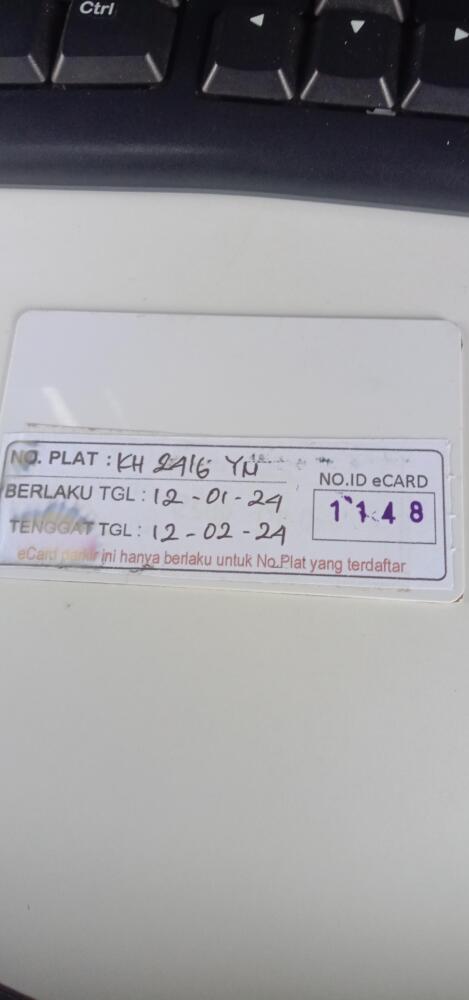 Ctrl
NO. PLAT : KH 2416 YN
BERLAKU TGL : 12 - 01 - 24
TENGGAT TGL : 12 - 02 - 24
NO.ID eCARD
1148
eCard parkir ini hanya berlaku untuk No.Plat yang terdaftar